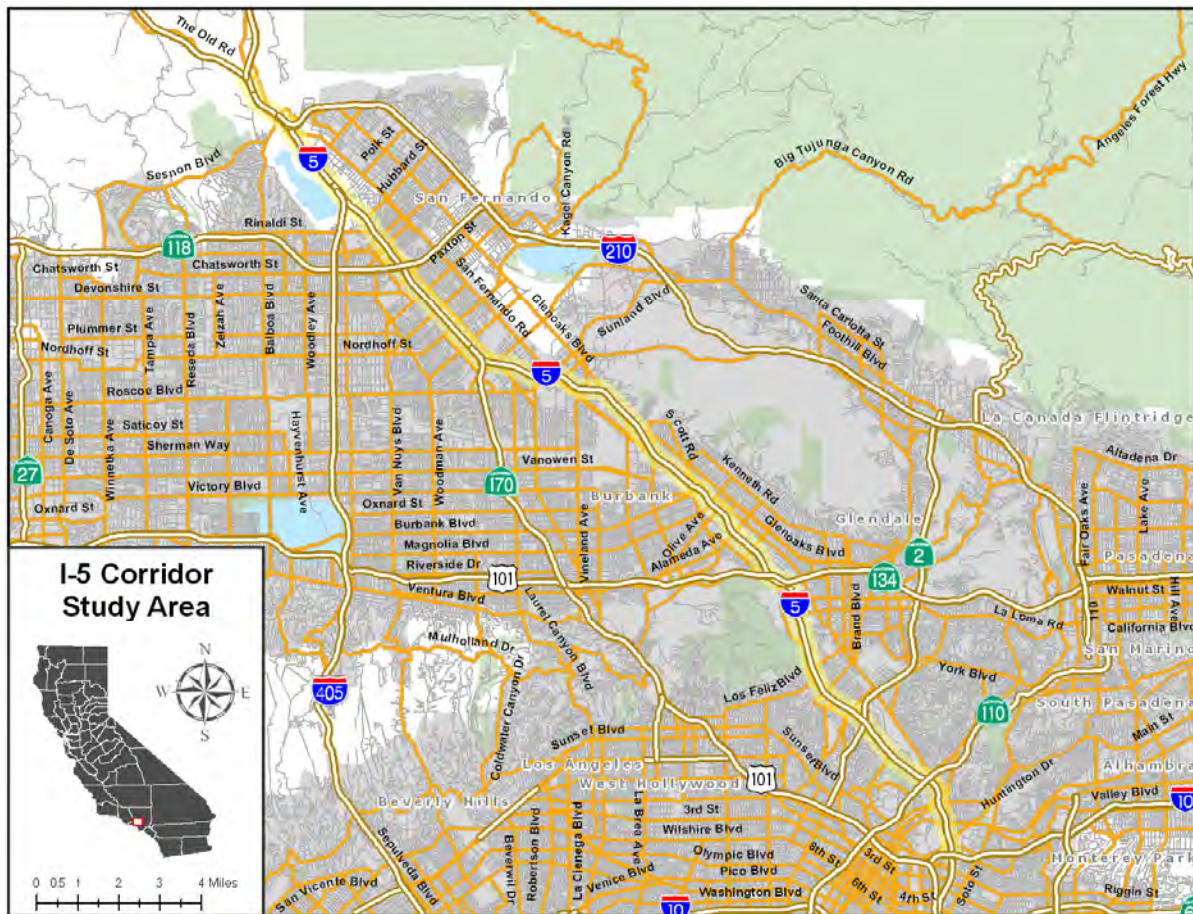 The Old Rd
5
Polk St
Hubbard St
Sesnon Blvd
San Fernando
Kagel Canyon Rd
Big Tujunga Canyon Rd
Angeles Forest Hwy
Rinaldi St
118
Paxton St
210
Chatsworth St
Chatsworth St
Devonshire St
San Fernando Rd
Glenoaks Blvd
Sunland Blvd
Santa Carlotta St
Foothill Blvd
Plummer St
Tampa Ave
Reseda Blvd
Zelzah Ave
Balboa Blvd
Woodley Ave
Nordhoff St
Nordhoff St
5
Roscoe Blvd
Canoga Ave
De Soto Ave
Winnetka Ave
Hayvenhurst Ave
Van Nuys Blvd
Woodman Ave
Scott Rd
La Canada Flintridge
Saticoy St
Sherman Way
27
170
Vanowen St
Kenneth Rd
Altadena Dr
Victory Blvd
Oxnard St
Oxnard St
Burbank
Fair Oaks Ave
Lake Ave
Burbank Blvd
Vineland Ave
Olive Ave
Alameda Ave
Glenoaks Blvd
Glendale
2
Magnolia Blvd
Riverside Dr
101
134
Pasadena
Walnut St
Hill Ave
Ventura Blvd
Laurel Canyon Blvd
5
Brand Blvd
La Loma Rd
110
California Blvd
San Marino
Mulholland Dr
405
Coldwater Canyon Dr
Los Feliz Blvd
York Blvd
110
South Pasadena
Main St
Sunset Blvd
Sunset Blvd
Los Angeles
West Hollywood
101
Huntington Dr
Alhambra
Valley Blvd
10
Beverly Hills
Sepulveda Blvd
Beverwil Dr
Robertson Blvd
La Cienega Blvd
La Brea Ave
3rd St
Wilshire Blvd
Olympic Blvd
Pico Blvd
Venice Blvd
Washington Blvd
San Vicente Blvd
10
8th St
3rd St
6th St
4th St
Soto St
Monterey Park
Riggin St
6
I-5 Corridor
Study Area
N
W
E
S
0 0.5 1 2 3 4 Miles